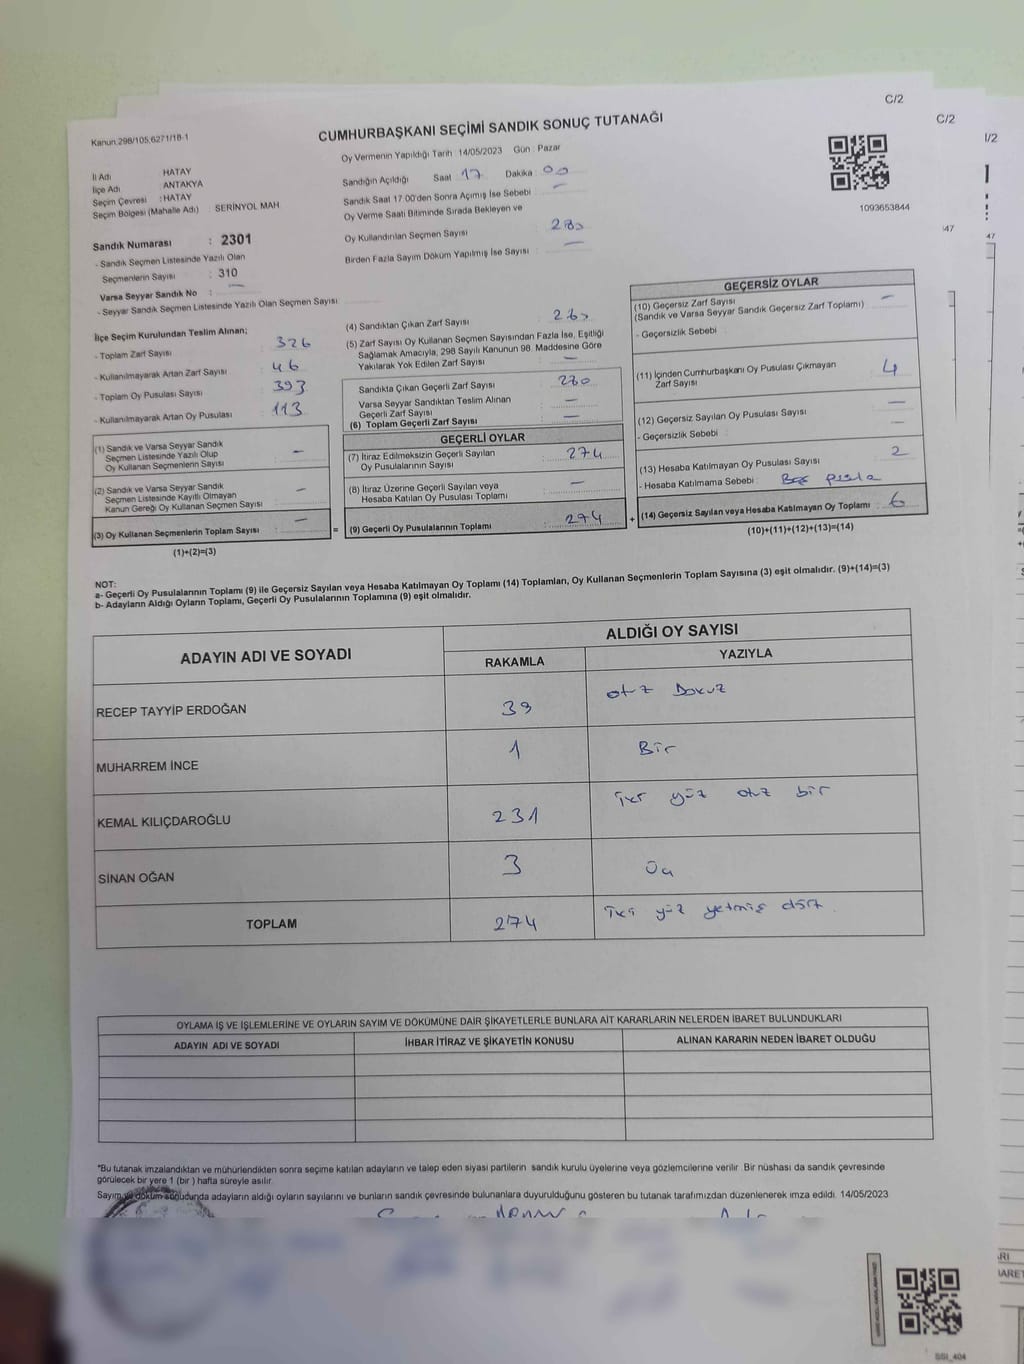 C/2
C/2
1/2
Kanun:298/105,6271/18-1
CUMHURBAŞKANI SEÇİMİ SANDIK SONUÇ TUTANAĞI
Oy Vermenin Yapıldığı Tarih :14/05/2023 Gün : Pazar
İl Adı HATAY
İlçe Adı ANTAKYA
Seçim Çevresi : HATAY
Seçim Bölgesi (Mahalle Adı) : SERİNYOL MAH
Sandığın Açıldığı Saat : 17 Dakika : 00
Sandık Saat 17:00'den Sonra Açılmış İse Sebebi : —
Oy Verme Saati Bitiminde Sırada Bekleyen ve
Oy Kullandırılan Seçmen Sayısı 280
Birden Fazla Sayım Döküm Yapılmış İse Sayısı : —
1093653844
47
47
Sandık Numarası : 2301
- Sandık Seçmen Listesinde Yazılı Olan
Seçmenlerin Sayısı : 310
Varsa Seyyar Sandık No : —
- Seyyar Sandık Seçmen Listesinde Yazılı Olan Seçmen Sayısı
İlçe Seçim Kurulundan Teslim Alınan;
- Toplam Zarf Sayısı : 326
- Kullanılmayarak Artan Zarf Sayısı : 46
- Toplam Oy Pusulası Sayısı : 393
- Kullanılmayarak Artan Oy Pusulası : 113
(1) Sandık ve Varsa Seyyar Sandık
Seçmen Listesinde Yazılı Olup
Oy Kullanan Seçmenlerin Sayısı : —
(2) Sandık ve Varsa Seyyar Sandık
Seçmen Listesinde Kayıtlı Olmayan
Kanun Gereği Oy Kullanan Seçmen Sayısı : —
(3) Oy Kullanan Seçmenlerin Toplam Sayısı : —
(1)+(2)=(3)
=
(4) Sandıktan Çıkan Zarf Sayısı : 280
(5) Zarf Sayısı Oy Kullanan Seçmen Sayısından Fazla İse, Eşitliği
Sağlamak Amacıyla, 298 Sayılı Kanunun 98. Maddesine Göre
Yakılarak Yok Edilen Zarf Sayısı : —
Sandıkta Çıkan Geçerli Zarf Sayısı : 280
Varsa Seyyar Sandıktan Teslim Alınan
Geçerli Zarf Sayısı : —
(6) Toplam Geçerli Zarf Sayısı : —
GEÇERLİ OYLAR
(7) İtiraz Edilmeksizin Geçerli Sayılan
Oy Pusulalarının Sayısı : 274
(8) İtiraz Üzerine Geçerli Sayılan veya
Hesaba Katılan Oy Pusulası Toplamı : —
(9) Geçerli Oy Pusulalarının Toplamı : 274
+
GEÇERSİZ OYLAR
(10) Geçersiz Zarf Sayısı : —
(Sandık ve Varsa Seyyar Sandık Geçersiz Zarf Toplamı)
- Geçersizlik Sebebi :
(11) İçinden Cumhurbaşkanı Oy Pusulası Çıkmayan
Zarf Sayısı : 4
(12) Geçersiz Sayılan Oy Pusulası Sayısı : —
- Geçersizlik Sebebi : —
(13) Hesaba Katılmayan Oy Pusulası Sayısı : 2
- Hesaba Katılmama Sebebi :
(14) Geçersiz Sayılan veya Hesaba Katılmayan Oy Toplamı : 6
(10)+(11)+(12)+(13)=(14)
NOT:
a- Geçerli Oy Pusulalarının Toplamı (9) ile Geçersiz Sayılan veya Hesaba Katılmayan Oy Toplamı (14) Toplamları, Oy Kullanan Seçmenlerin Toplam Sayısına (3) eşit olmalıdır. (9)+(14)=(3)
b- Adayların Aldığı Oyların Toplamı, Geçerli Oy Pusulalarının Toplamına (9) eşit olmalıdır.
ADAYIN ADI VE SOYADI
ALDIĞI OY SAYISI
RAKAMLA YAZIYLA
RECEP TAYYİP ERDOĞAN 39 otuz Dokuz
MUHARREM İNCE 1 Bir
KEMAL KILIÇDAROĞLU 231 iki yüz otuz bir
SİNAN OĞAN 3 Üç
TOPLAM 274 iki yüz yetmiş dört
OYLAMA İŞ VE İŞLEMLERİNE VE OYLARIN SAYIM VE DÖKÜMÜNE DAİR ŞİKAYETLERLE BUNLARA AİT KARARLARIN NELERDEN İBARET BULUNDUKLARI
ADAYIN ADI VE SOYADI İHBAR İTİRAZ VE ŞİKAYETİN KONUSU ALINAN KARARIN NEDEN İBARET OLDUĞU
*Bu tutanak imzalandıktan ve mühürlendikten sonra seçime katılan adayların ve talep eden siyasi partilerin sandık kurulu üyelerine veya gözlemcilerine verilir. Bir nüshası da sandık çevresinde
görülecek bir yere 1 (bir ) hafta süreyle asılır.
Sayım ve döküm sonucunda adayların aldığı oyların sayılarını ve bunların sandık çevresinde bulunanlara duyurulduğunu gösteren bu tutanak tarafımızdan düzenlenerek imza edildi. 14/05/2023
SSI_404